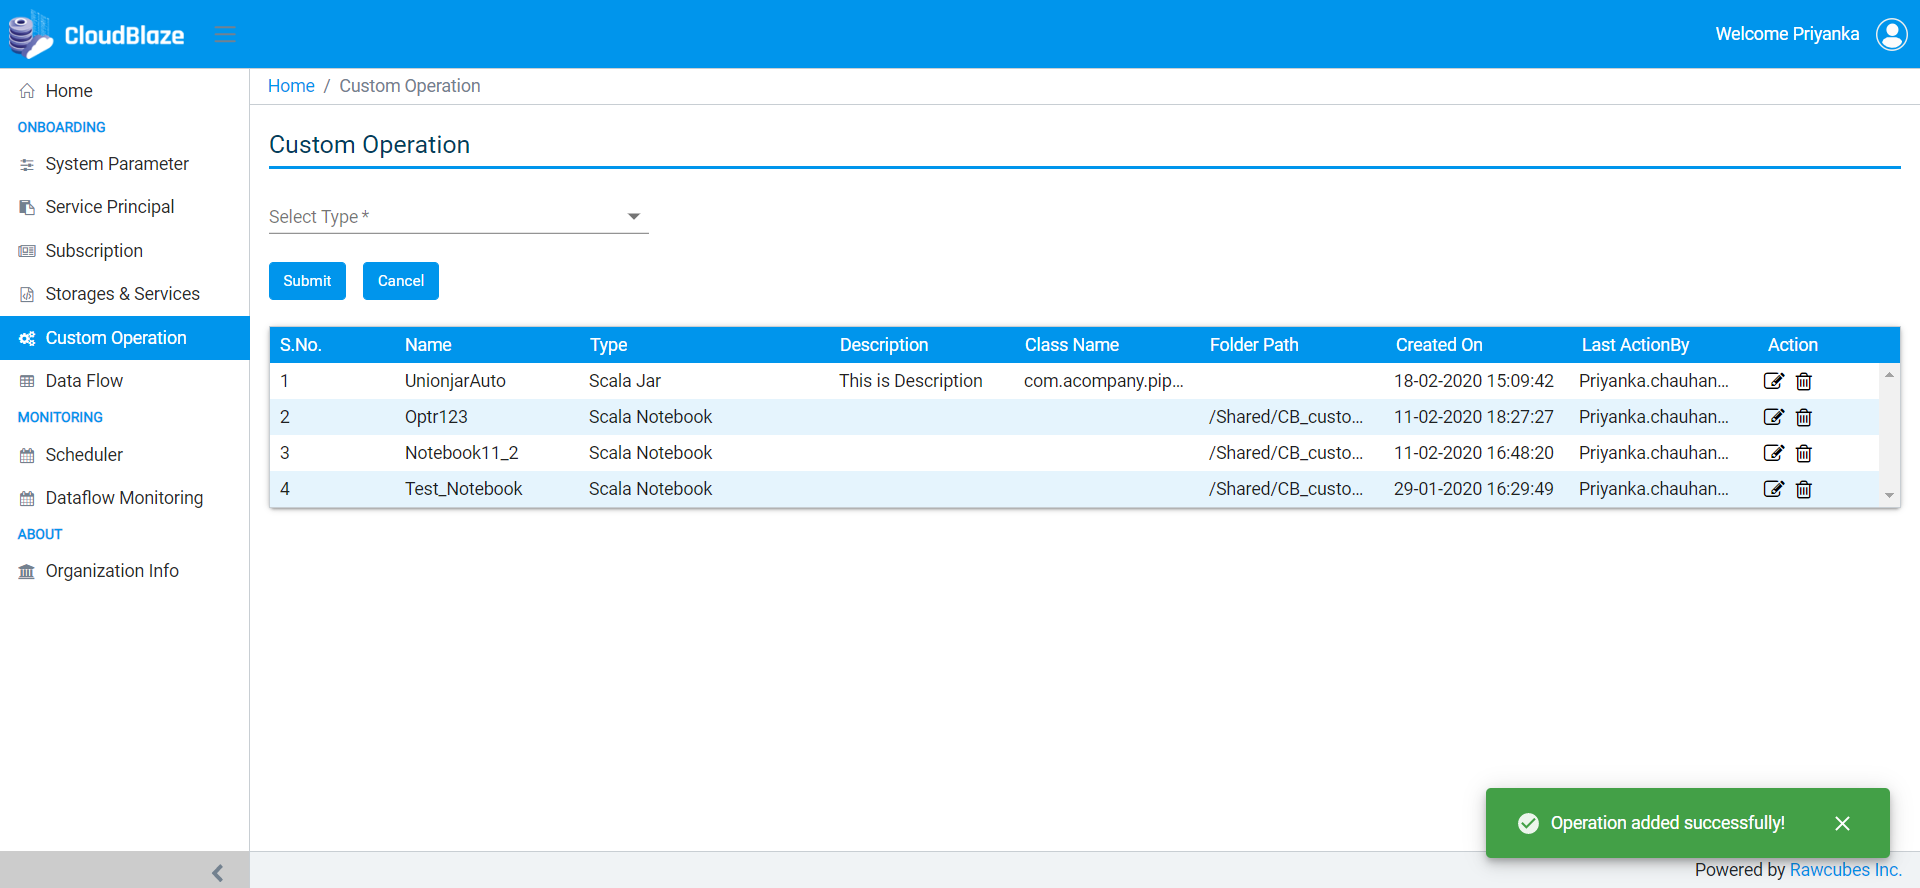 CloudBlaze
Welcome Priyanka
Home
ONBOARDING
System Parameter
Service Principal
Subscription
Storages & Services
Custom Operation
Data Flow
MONITORING
Scheduler
Dataflow Monitoring
ABOUT
Organization Info
Home / Custom Operation
Custom Operation
Select Type *
Submit Cancel
S.No. Name Type Description Class Name Folder Path Created On Last ActionBy Action
1 UnionjarAuto Scala Jar This is Description com.acompany.pip... 18-02-2020 15:09:42 Priyanka.chauhan...
2 Optr123 Scala Notebook /Shared/CB_custo... 11-02-2020 18:27:27 Priyanka.chauhan...
3 Notebook11_2 Scala Notebook /Shared/CB_custo... 11-02-2020 16:48:20 Priyanka.chauhan...
4 Test_Notebook Scala Notebook /Shared/CB_custo... 29-01-2020 16:29:49 Priyanka.chauhan...
Operation added successfully!
Powered by Rawcubes Inc.